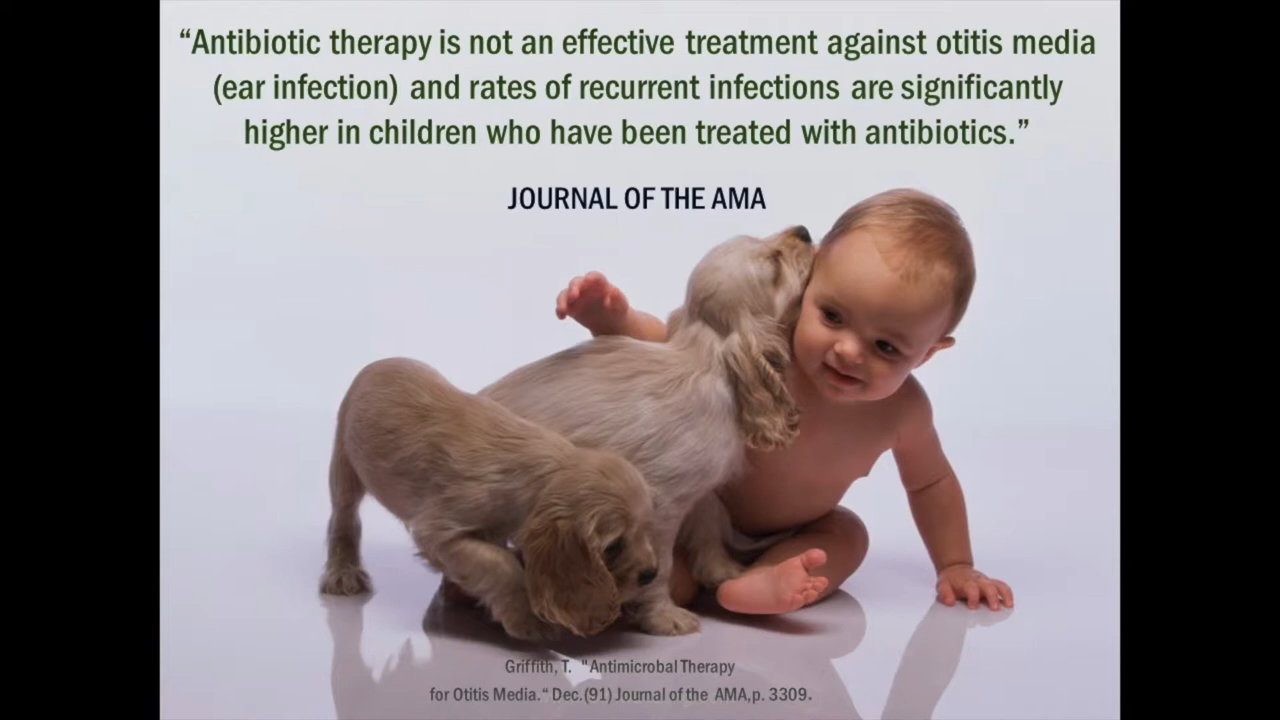 “Antibiotic therapy is not an effective treatment against otitis media
(ear infection) and rates of recurrent infections are significantly
higher in children who have been treated with antibiotics.”
JOURNAL OF THE AMA
Griffith, T. "Antimicrobial Therapy
for Otitis Media.“ Dec.(91) Journal of the AMA,p. 3309.